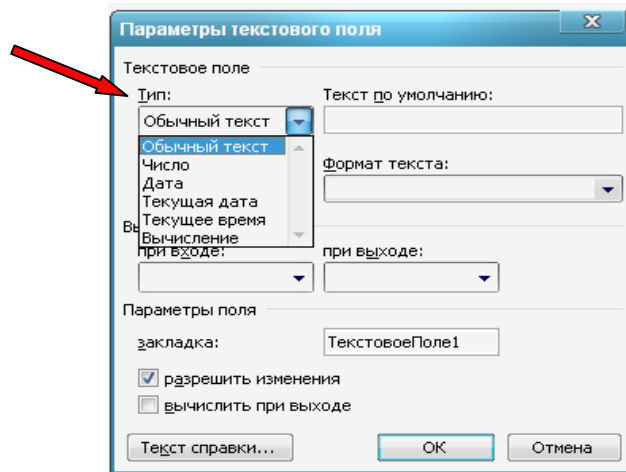 Параметры текстового поля
Текстовое поле
Тип:
Текст по умолчанию:
Обычный текст
Обычный текст
Число
Дата
Текущая дата
Текущее время
Вычисление
Формат текста:
Вы
при входе:
при выходе:
Параметры поля
закладка:
ТекстовоеПоле1
разрешить изменения
вычислить при выходе
Текст справки...
ОК
Отмена